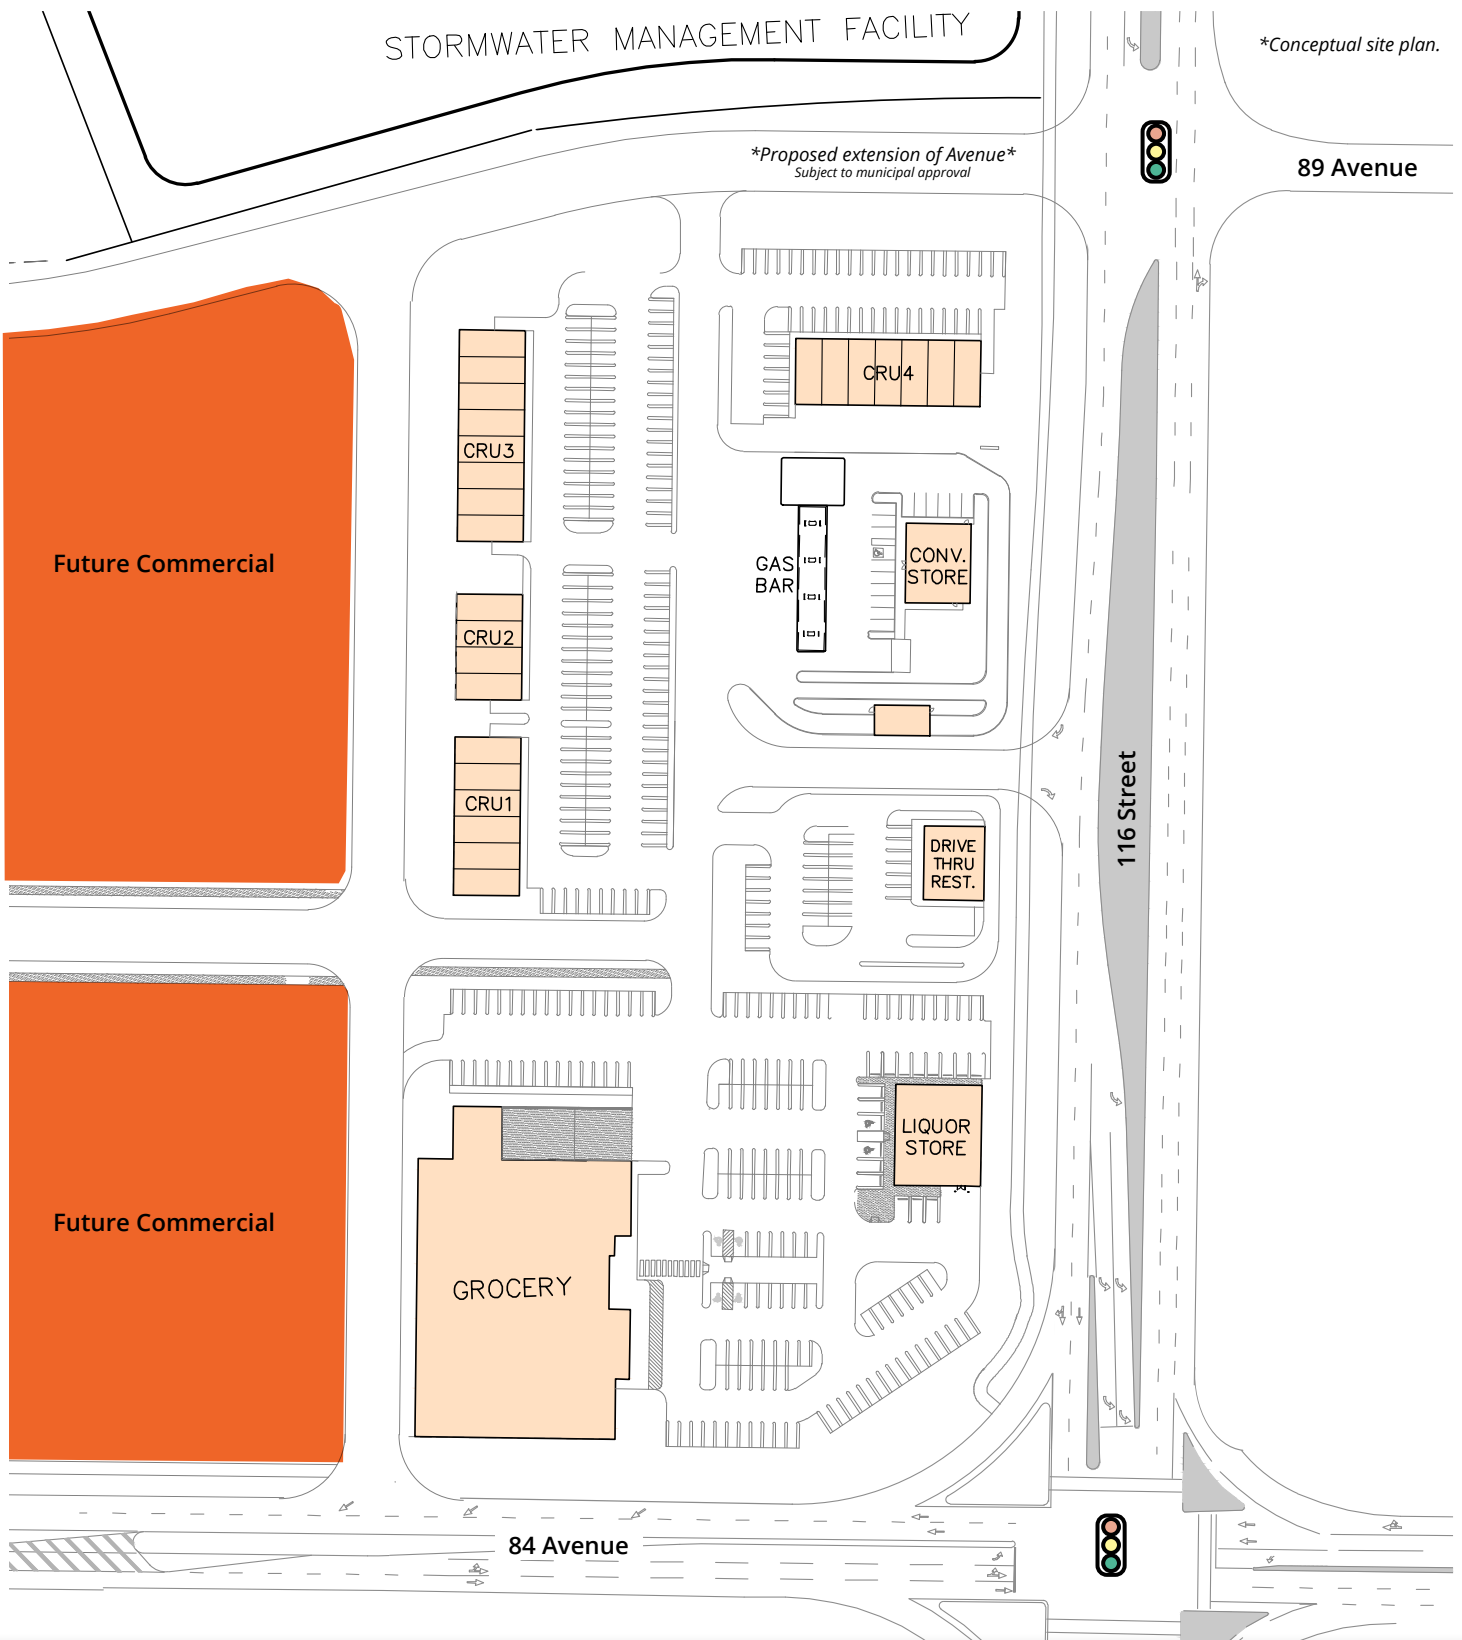 STORMWATER MANAGEMENT FACILITY
*Conceptual site plan.
*Proposed extension of Avenue*
Subject to municipal approval
89 Avenue
CRU4
CRU3
Future Commercial
GAS
BAR
CONV.
STORE
CRU2
CRU1
116 Street
DRIVE
THRU
REST.
LIQUOR
STORE
Future Commercial
GROCERY
84 Avenue